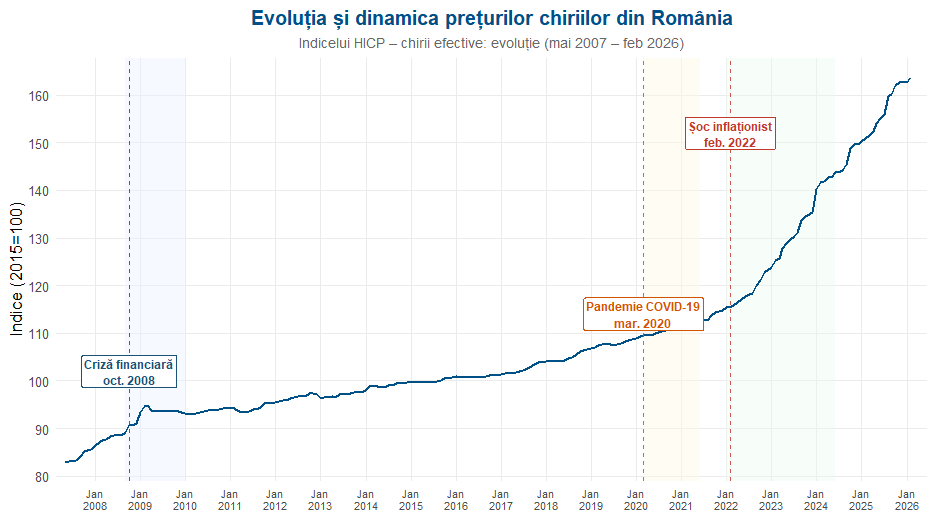 Evoluția și dinamica prețurilor chiriilor din România
Indicelui HICP – chirii efective: evoluție (mai 2007 – feb 2026)
Indice (2015=100)
160
150
140
130
120
110
100
90
80
Șoc inflaționist
feb. 2022
Pandemie COVID-19
mar. 2020
Criză financiară
oct. 2008
Jan Jan Jan Jan Jan Jan Jan Jan Jan Jan Jan Jan Jan Jan Jan Jan Jan Jan Jan
2008 2009 2010 2011 2012 2013 2014 2015 2016 2017 2018 2019 2020 2021 2022 2023 2024 2025 2026